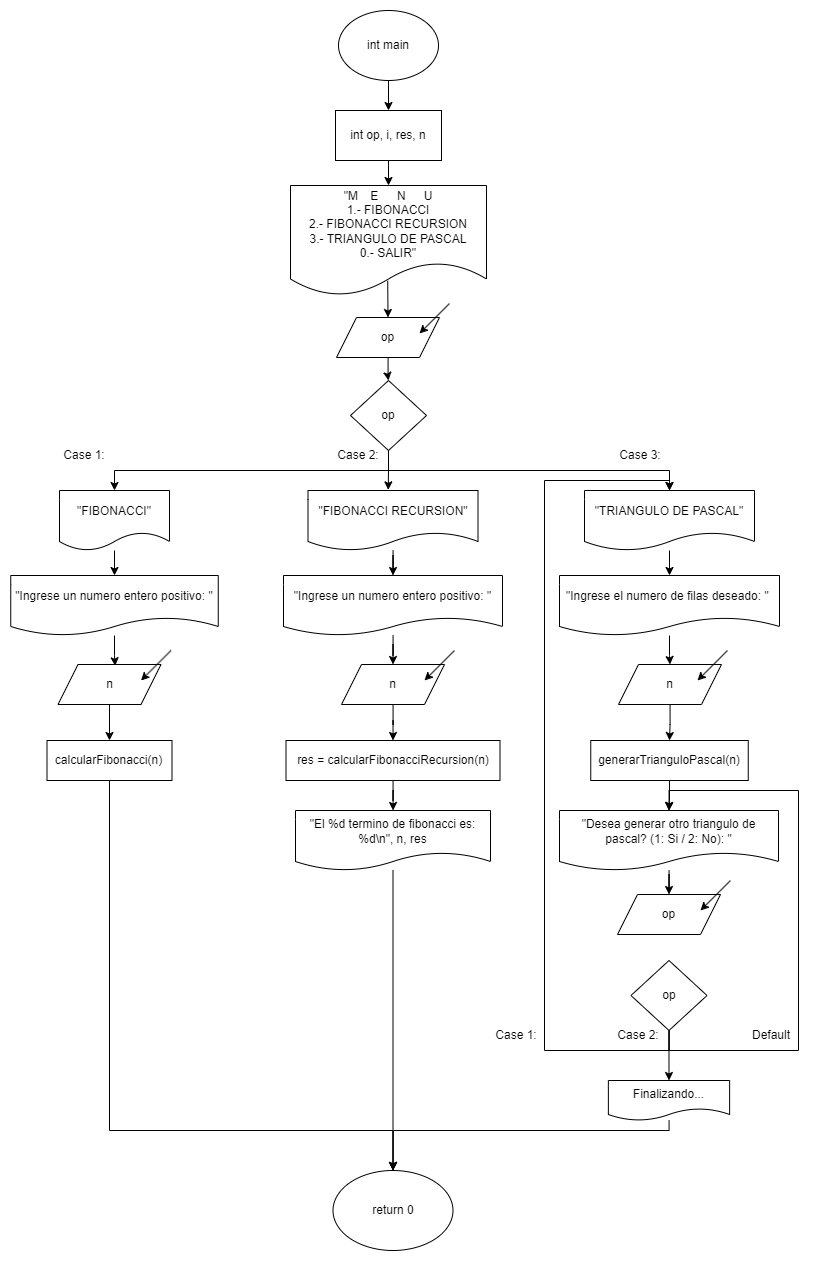 int main
int op, i, res, n
"M E N U
1.- FIBONACCI
2.- FIBONACCI RECURSION
3.- TRIANGULO DE PASCAL
0.- SALIR"
op
op
Case 1:
Case 2:
Case 3:
"FIBONACCI"
"FIBONACCI RECURSION"
"TRIANGULO DE PASCAL"
"Ingrese un numero entero positivo: "
"Ingrese un numero entero positivo: "
"Ingrese el numero de filas deseado: "
n
n
n
calcularFibonacci(n)
res = calcularFibonacciRecursion(n)
generarTrianguloPascal(n)
"El %d termino de fibonacci es:
%d\n", n, res
"Desea generar otro triangulo de
pascal? (1: Si / 2: No): "
op
op
Case 1:
Case 2:
Default
Finalizando...
return 0